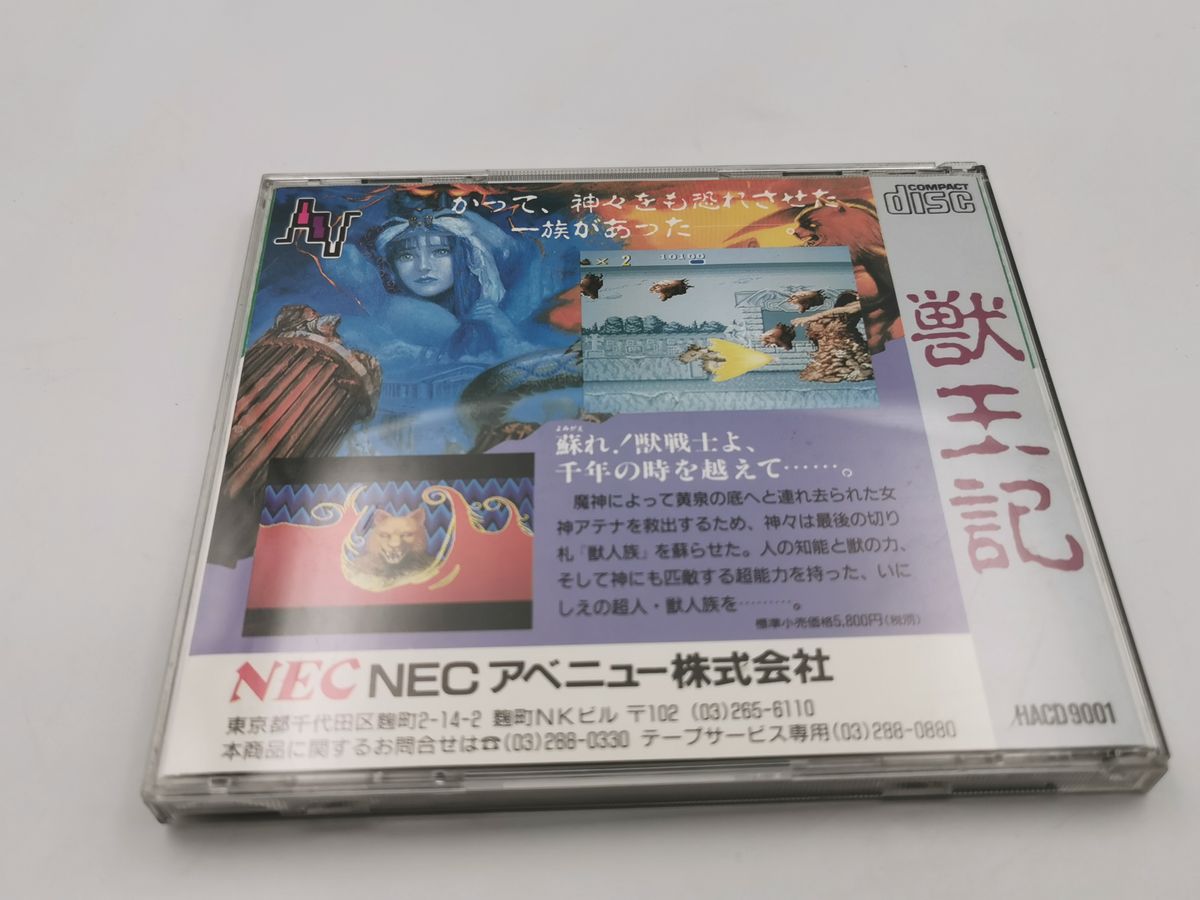 かつて、神々をも恐れさせた
一族があった──。
COMPACT
disc
× 2 10100
獣王記
よみがえ
蘇れ!獣戦士よ、
千年の時を越えて……。
魔神によって黄泉の底へと連れ去られた女
神アテナを救出するため、神々は最後の切り
札「獣人族」を蘇らせた。人の知能と獣の力、
そして神にも匹敵する超能力を持った、いに
しえの超人・獣人族を………。
標準小売価格5,800円(税別)
NEC NEC アベニュー株式会社
東京都千代田区麹町2-14-2 麹町NKビル 〒102 (03)265-6110
本商品に関するお問合せは☎(03)288-0330 テープサービス専用(03)288-0880
HACD9001